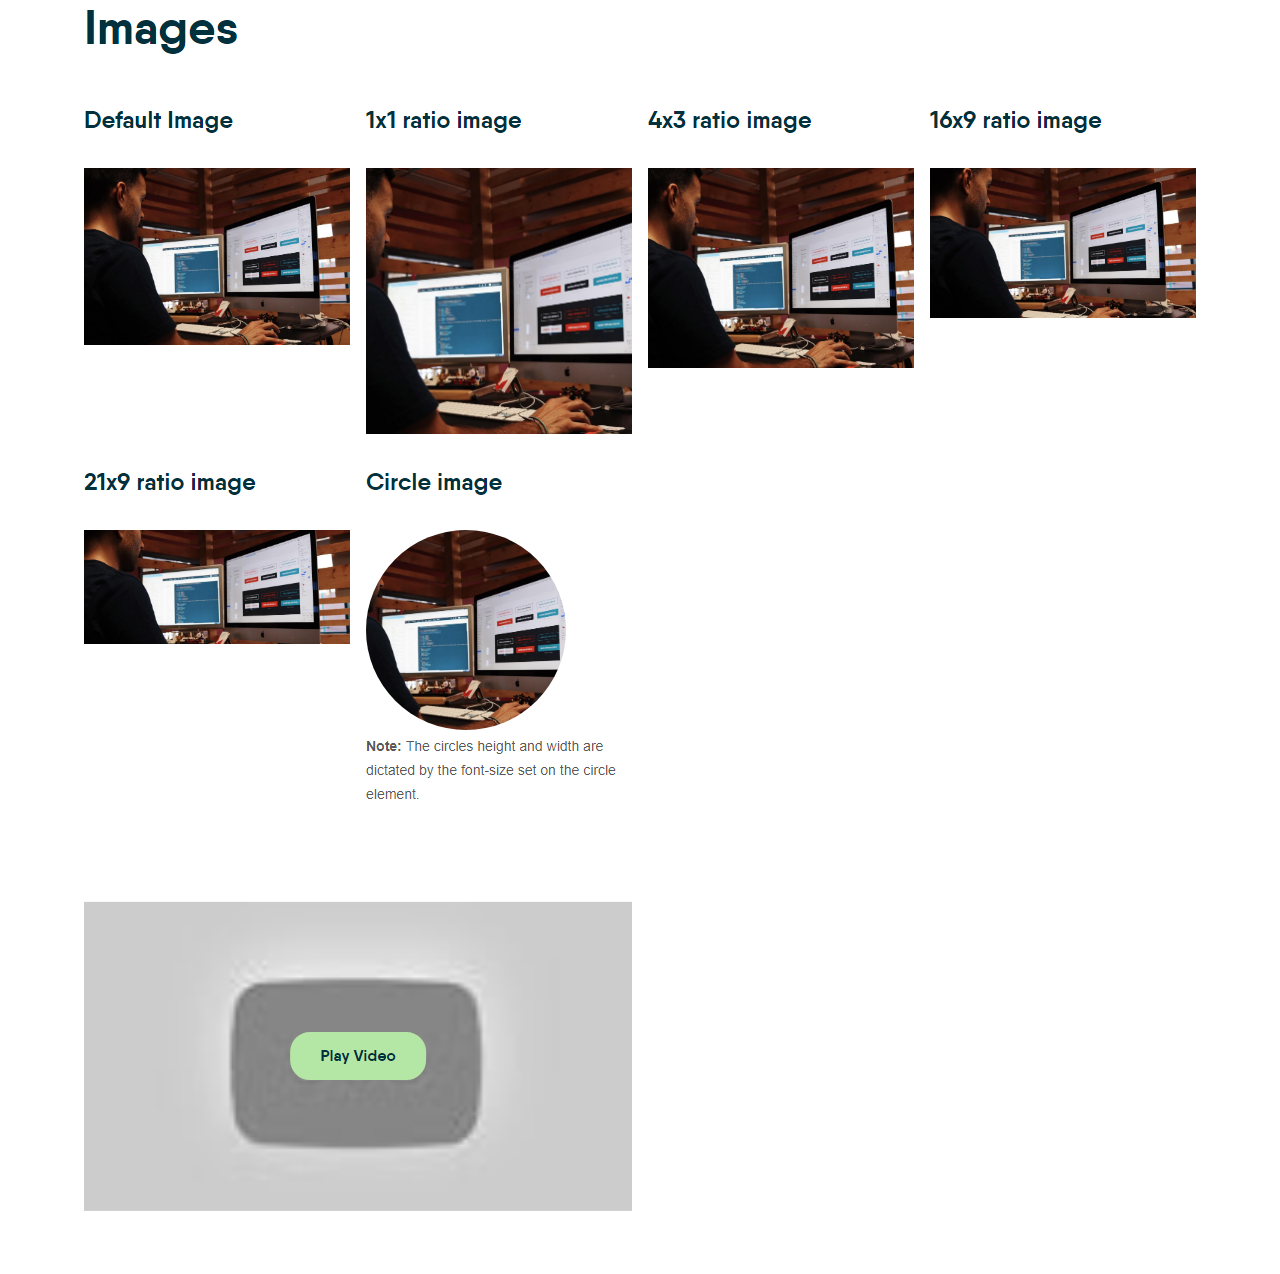 Images
Default Image
1x1 ratio image
4x3 ratio image
16x9 ratio image
21x9 ratio image
Circle image
Note: The circles height and width are
dictated by the font-size set on the circle
element.
Play Video